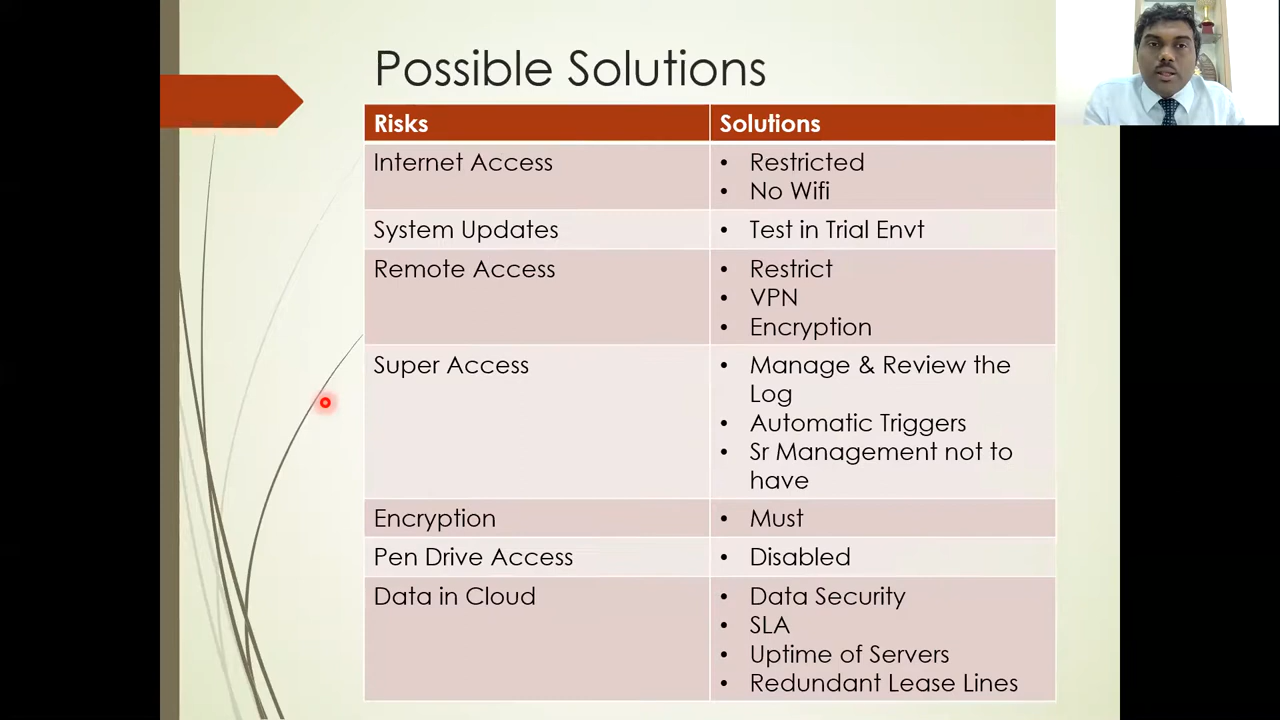 Possible Solutions
Risks
Solutions
Internet Access
• Restricted
• No Wifi
System Updates
• Test in Trial Envt
Remote Access
• Restrict
• VPN
• Encryption
Super Access
• Manage & Review the
Log
• Automatic Triggers
• Sr Management not to
have
Encryption
• Must
Pen Drive Access
• Disabled
Data in Cloud
• Data Security
• SLA
• Uptime of Servers
• Redundant Lease Lines